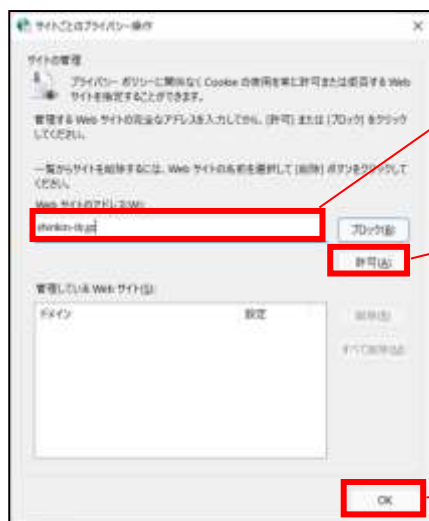 サイトごとのプライバシー操作
サイトの管理
プライバシー ポリシーに関係なく Cookie の使用を常に許可または拒否する Web
サイトを指定することができます。
管理する Web サイトの完全なアドレスを入力してから、[許可] または [ブロック] をクリック
してください。
一覧からサイトを削除するには、Web サイトの名前を選択して [削除] ボタンをクリックして
ください。
Web サイトのアドレス(W):
ブロック(B)
許可(A)
管理している Web サイト(S):
ドメイン 設定
削除(R)
すべて削除
OK